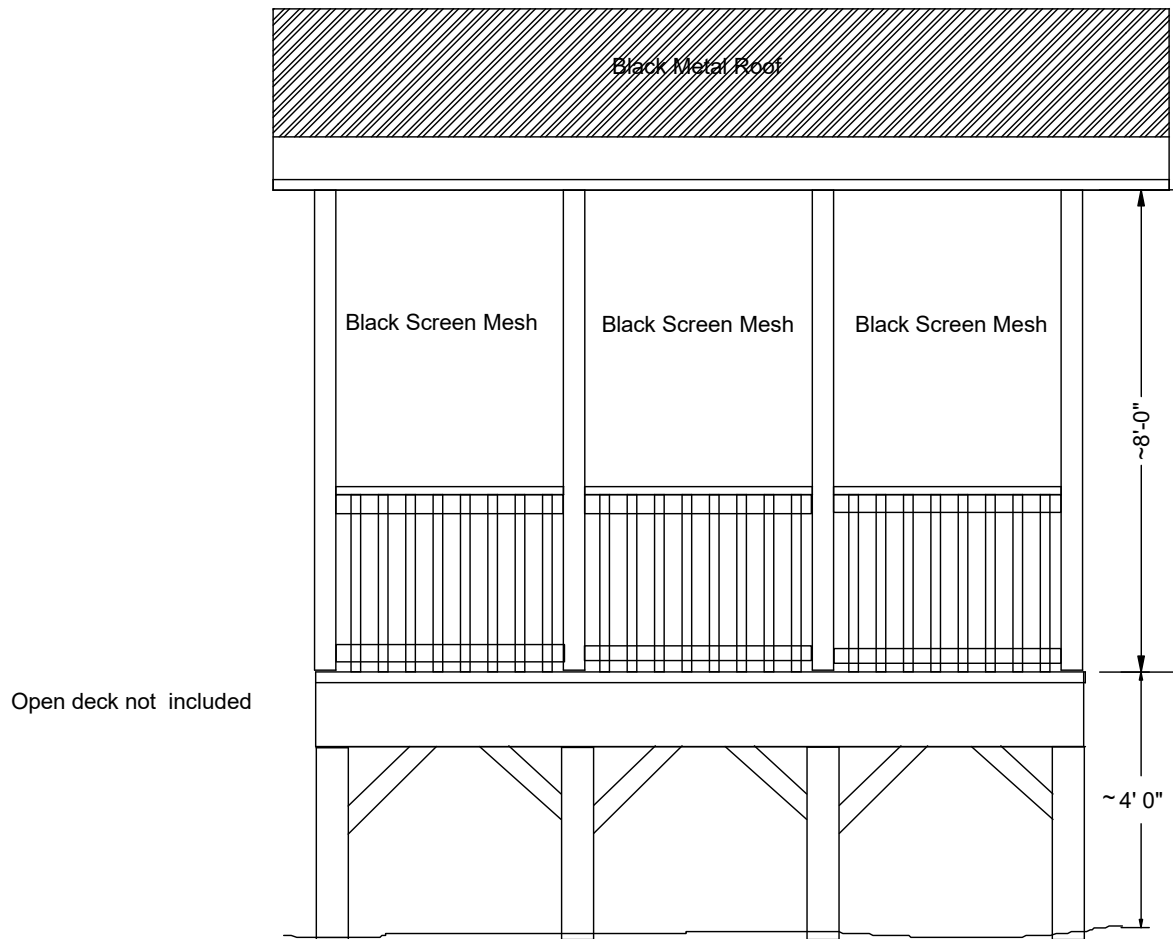 Black Metal Roof
Black Screen Mesh
Black Screen Mesh
Black Screen Mesh
~8'-0"
Open deck not included
~ 4' 0"